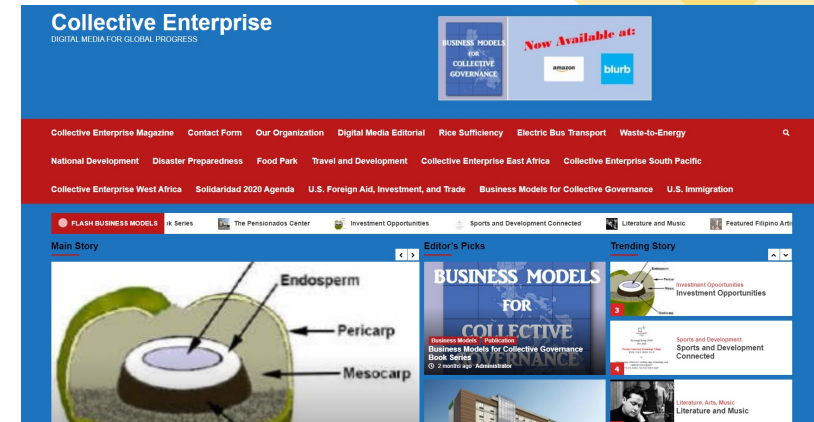 Collective Enterprise
DIGITAL MEDIA FOR GLOBAL PROGRESS
BUSINESS MODELS
FOR
COLLECTIVE
GOVERNANCE
Now Available at:
amazon
blurb
Collective Enterprise Magazine Contact Form Our Organization Digital Media Editorial Rice Sufficiency Electric Bus Transport Waste-to-Energy
National Development Disaster Preparedness Food Park Travel and Development Collective Enterprise East Africa Collective Enterprise South Pacific
Collective Enterprise West Africa Solidaridad 2020 Agenda U.S. Foreign Aid, Investment, and Trade Business Models for Collective Governance U.S. Immigration
FLASH BUSINESS MODELS ik Series The Pensionados Center Investment Opportunities Sports and Development Connected Literature and Music Featured Filipino Arti
Main Story
Endosperm
Pericarp
Mesocarp
Editor's Picks
BUSINESS MODELS
FOR
COLLECTIVE
GOVERNANCE
Business Models Publication
Business Models for Collective Governance
Book Series
2 months ago Administrator
Trending Story
3
Investment Opportunities
Investment Opportunities
4
Sports and Development
Sports and Development
Connected
Literature, Arts, Music
Literature and Music